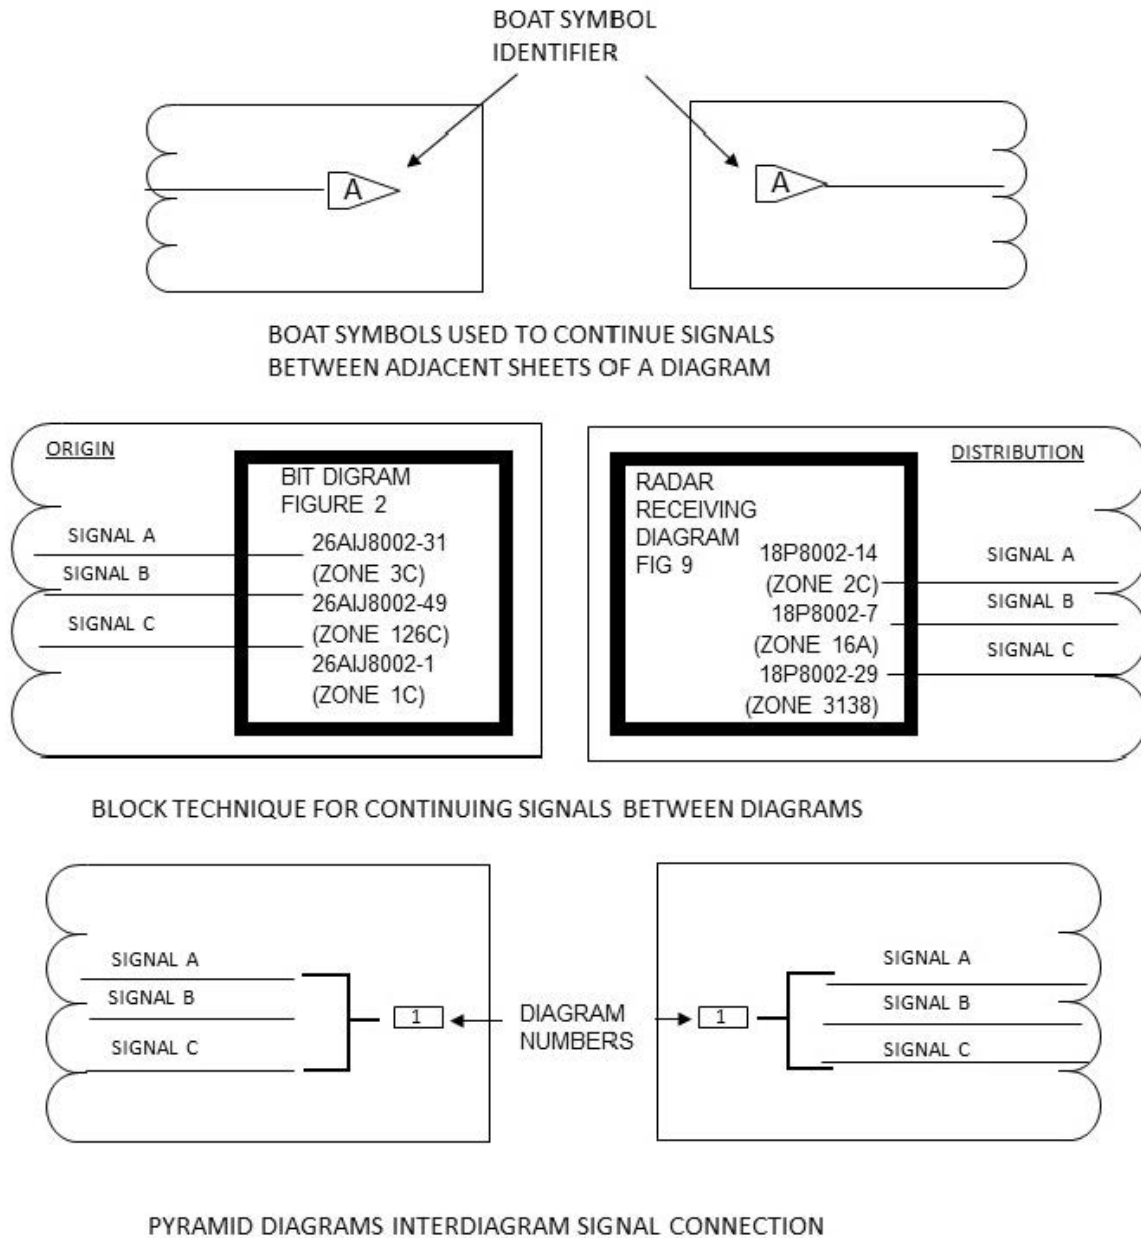 BOAT SYMBOL
IDENTIFIER
A
A
BOAT SYMBOLS USED TO CONTINUE SIGNALS
BETWEEN ADJACENT SHEETS OF A DIAGRAM
ORIGIN
SIGNAL A
SIGNAL B
SIGNAL C
BIT DIGRAM
FIGURE 2
26AIJ8002-31
(ZONE 3C)
26AIJ8002-49
(ZONE 126C)
26AIJ8002-1
(ZONE 1C)
RADAR
RECEIVING
DIAGRAM
FIG 9
18P8002-14
(ZONE 2C)
18P8002-7
(ZONE 16A)
18P8002-29
(ZONE 3138)
DISTRIBUTION
SIGNAL A
SIGNAL B
SIGNAL C
BLOCK TECHNIQUE FOR CONTINUING SIGNALS BETWEEN DIAGRAMS
SIGNAL A
SIGNAL B
SIGNAL C
1
DIAGRAM
NUMBERS
1
SIGNAL A
SIGNAL B
SIGNAL C
PYRAMID DIAGRAMS INTERDIAGRAM SIGNAL CONNECTION